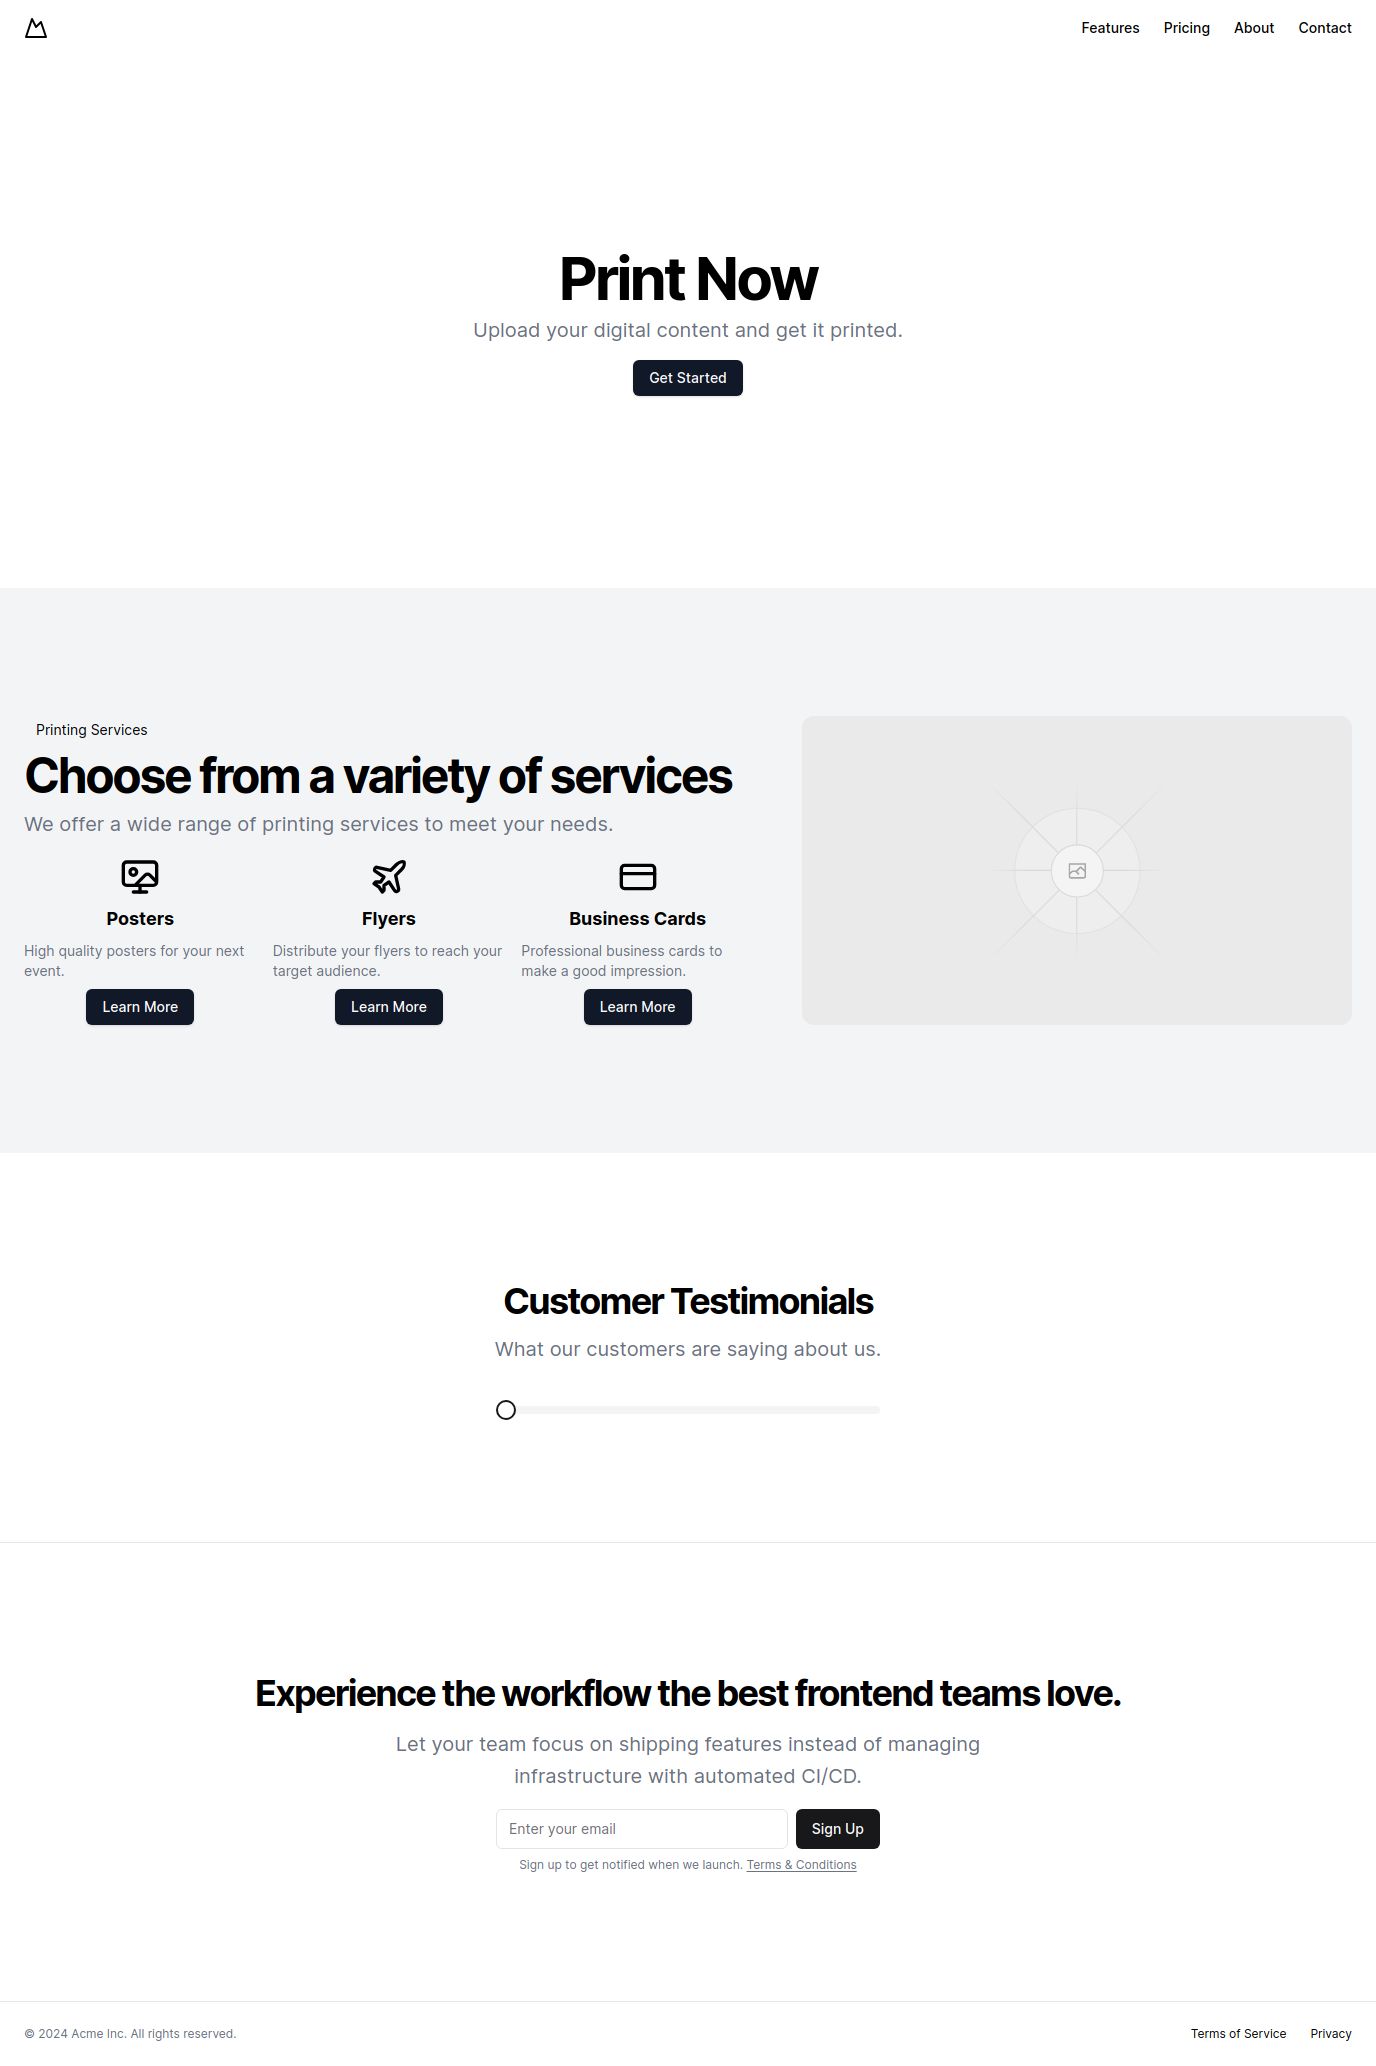 Features Pricing About Contact
Print Now
Upload your digital content and get it printed.
Get Started
Printing Services
Choose from a variety of services
We offer a wide range of printing services to meet your needs.
Posters
High quality posters for your next
event.
Learn More
Flyers
Distribute your flyers to reach your
target audience.
Learn More
Business Cards
Professional business cards to
make a good impression.
Learn More
Customer Testimonials
What our customers are saying about us.
Experience the workflow the best frontend teams love.
Let your team focus on shipping features instead of managing
infrastructure with automated CI/CD.
Enter your email
Sign Up
Sign up to get notified when we launch. Terms & Conditions
© 2024 Acme Inc. All rights reserved.
Terms of Service Privacy